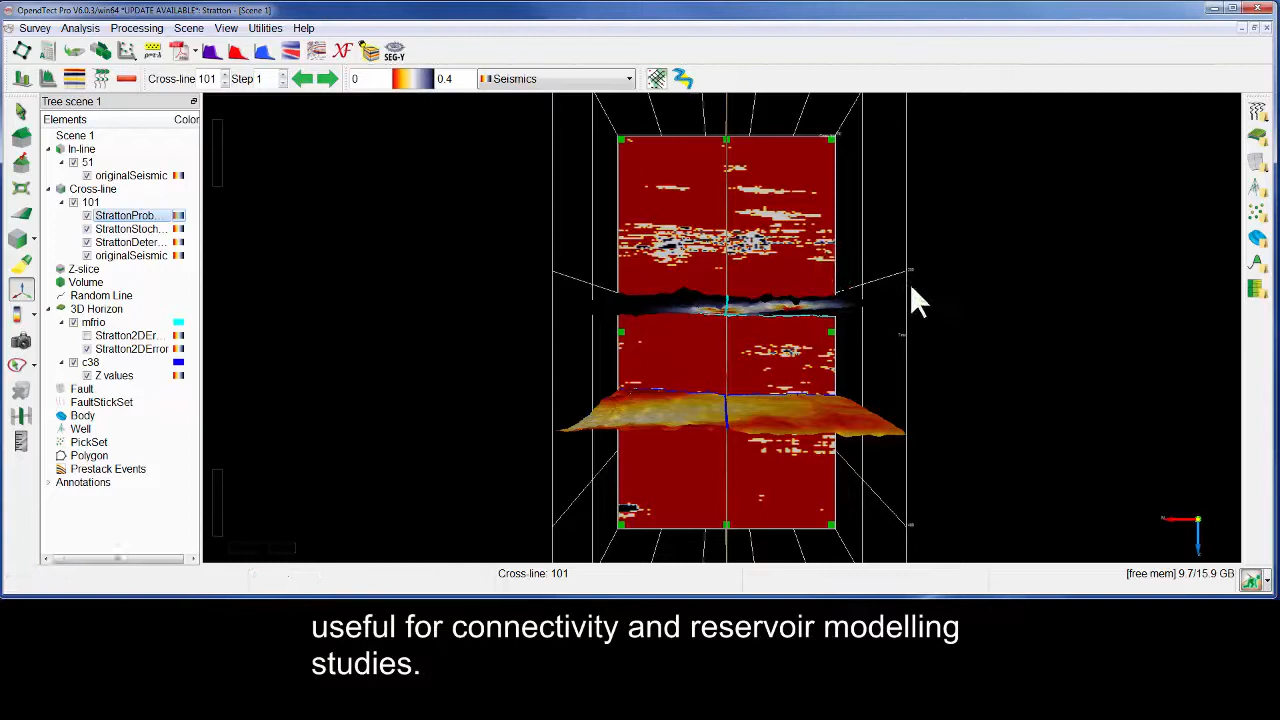 OpendTect Pro V6.0.3/win64 *UPDATE AVAILABLE*: Stratton - [Scene 1]
Survey Analysis Processing Scene View Utilities Help
Cross-line 101 Step 1 0 0.4 Seismics
Tree scene 1
Elements Color
Scene 1
In-line
51
originalSeismic
Cross-line
101
StrattonProb...
StrattonStoch...
StrattonDeter...
originalSeismic
Z-slice
Volume
Random Line
3D Horizon
mfrio
Stratton2DEr...
Stratton2DError
c38
Z values
Fault
FaultStickSet
Body
Well
PickSet
Polygon
Prestack Events
Annotations
Cross-line: 101
[free mem] 9.7/15.9 GB
useful for connectivity and reservoir modelling
studies.